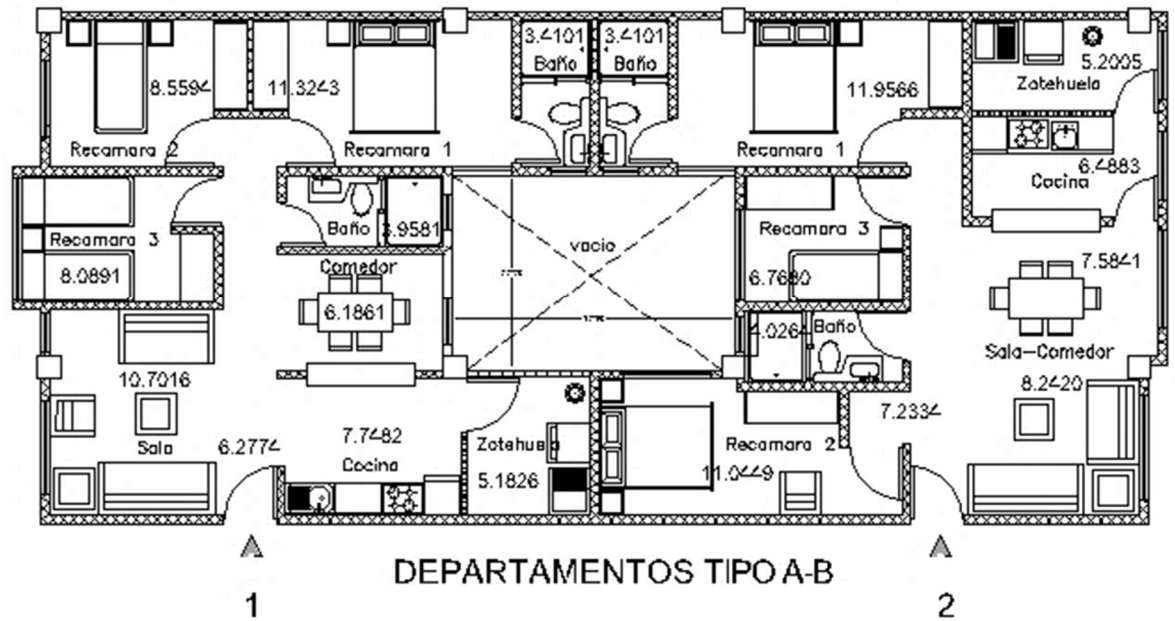 3.4101
3.4101
Baño
Baño
8.5594
11.3243
11.9566
5.2005
Zotehuela
Recamara 2
Recamara 1
Recamara 1
6.4883
Cocina
Baño
3.9581
Recamara 3
8.0891
Comedor
6.1861
vacio
Recamara 3
6.7680
7.5841
4.0264
Baño
Sala-Comedor
10.7016
8.2420
7.2334
Sala
6.2774
7.7482
Cocina
Zotehue
5.1826
Recamara 2
11.0449
DEPARTAMENTOS TIPO A-B
1
2